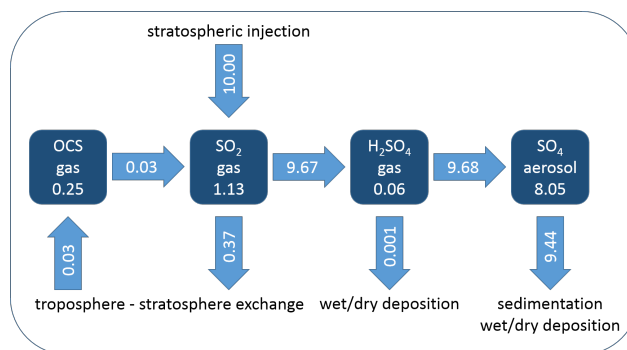 stratospheric injection
10.00
OCS
gas
0.25
0.03
SO₂
gas
1.13
9.67
H₂SO₄
gas
0.06
9.68
SO₄
aerosol
8.05
0.03
0.37
0.001
9.44
troposphere - stratosphere exchange
wet/dry deposition
sedimentation
wet/dry deposition